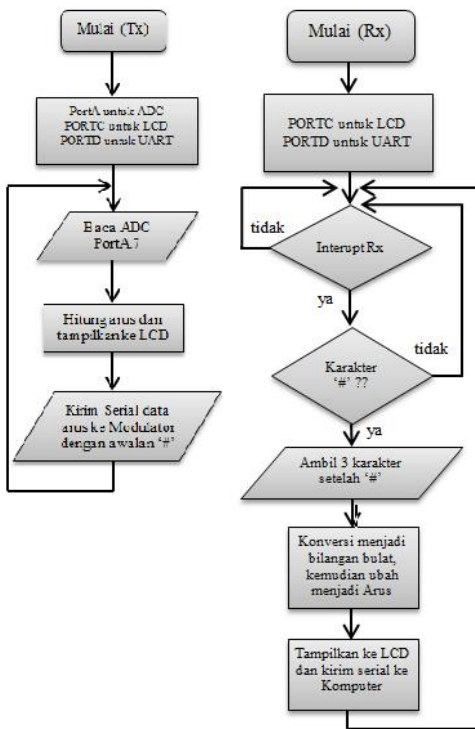 Mulai (Tx)
PortA untuk ADC
PORTC untuk LCD
PORTD untuk UART
Baca ADC
PortA.7
Hitung arus dan
tampilkan ke LCD
Kirim Serial data
arus ke Modulator
dengan awalan ‘#’
Mulai (Rx)
PORTC untuk LCD
PORTD untuk UART
tidak
Interupt Rx
ya
tidak
Karakter
‘#’ ??
ya
Ambil 3 karakter
setelah ‘#’
Konversi menjadi
bilangan bulat,
kemudian ubah
menjadi Arus
Tampilkan ke LCD
dan kirim serial ke
Komputer